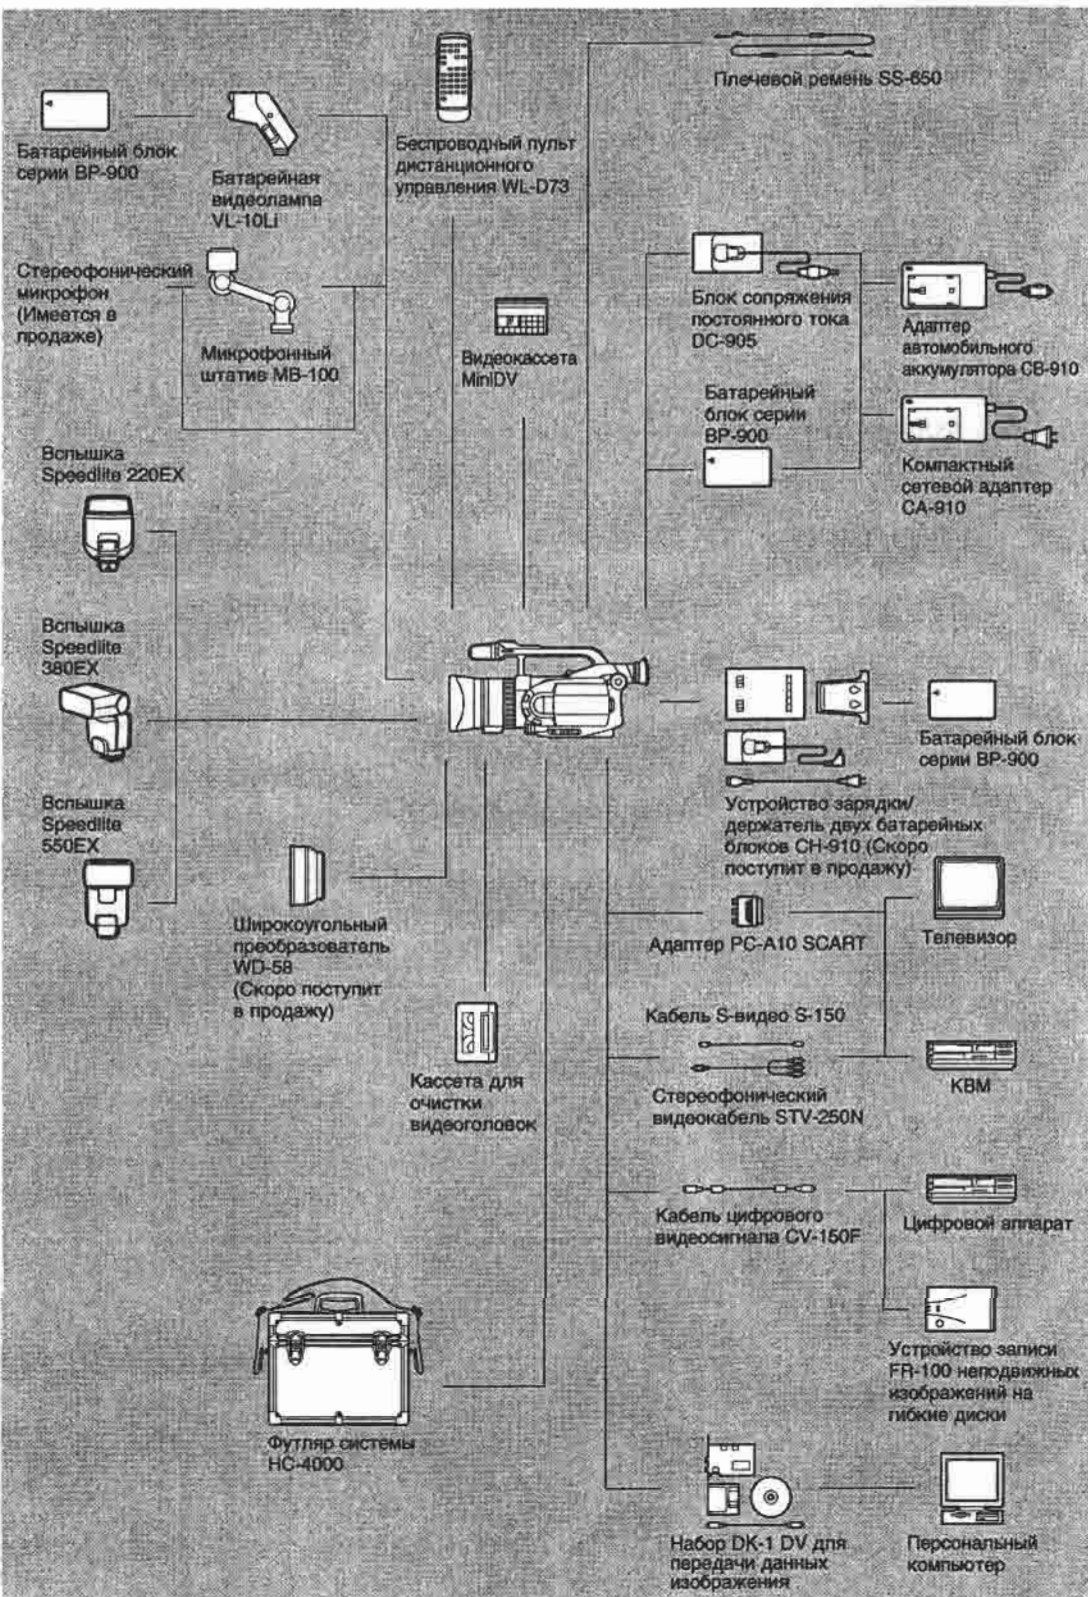 Плечевой ремень SS-650
Батарейный блок
серии BP-900
Батарейная
видеолампа
VL-10Li
Беспроводный пульт
дистанционного
управления WL-D73
Стереофонический
микрофон
(Имеется в
продаже)
Микрофонный
штатив MB-100
Видеокассета
MiniDV
Блок сопряжения
постоянного тока
DC-905
Адаптер
автомобильного
аккумулятора CB-910
Батарейный
блок серии
BP-900
Компактный
сетевой адаптер
CA-910
Вспышка
Speedlite 220EX
Вспышка
Speedlite
380EX
Вспышка
Speedlite
550EX
Батарейный блок
серии BP-900
Устройство зарядки/
держатель двух батарейных
блоков CH-910 (Скоро
поступит в продажу)
Широкоугольный
преобразователь
WD-58
(Скоро поступит
в продажу)
Адаптер PC-A10 SCART
Телевизор
Кассета для
очистки
видеоголовок
Кабель S-видео S-150
Стереофонический
видеокабель STV-250N
КВМ
Кабель цифрового
видеосигнала CV-150F
Цифровой аппарат
Устройство записи
FR-100 неподвижных
изображений на
гибкие диски
Футляр системы
HC-4000
Набор DK-1 DV для
передачи данных
изображения
Персональный
компьютер